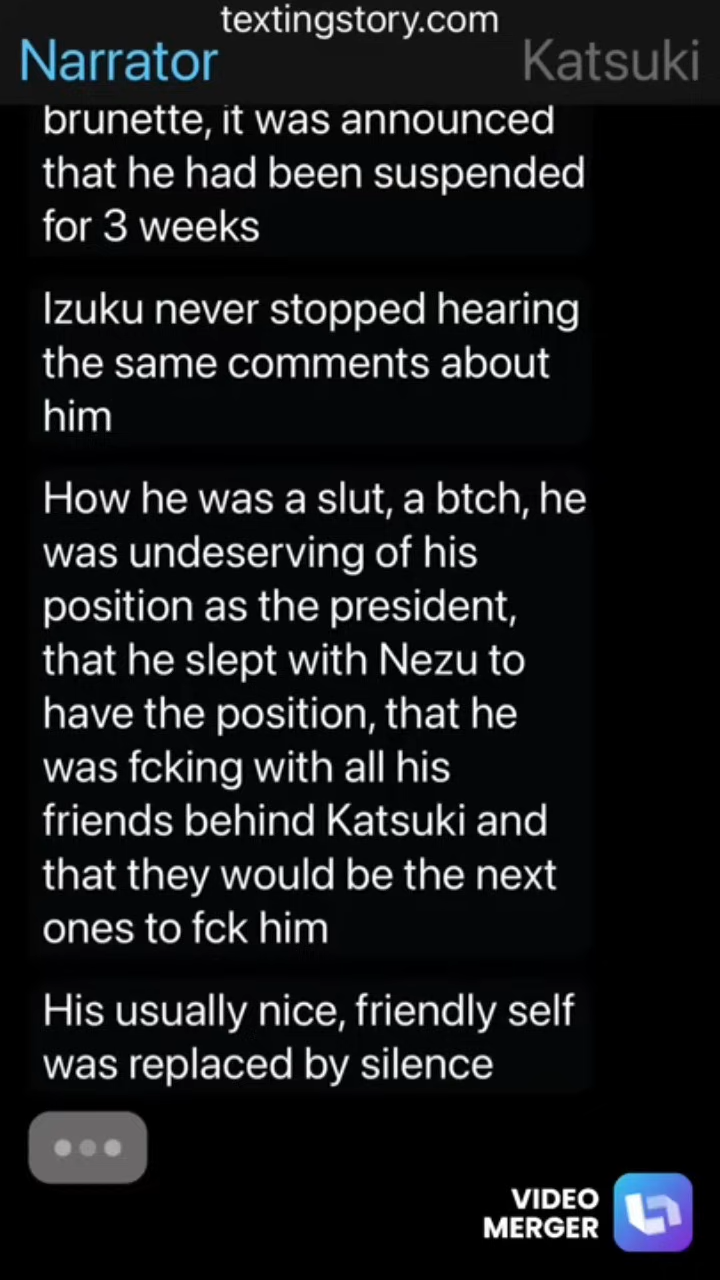 textingstory.com
Narrator
Katsuki
brunette, it was announced
that he had been suspended
for 3 weeks
Izuku never stopped hearing
the same comments about
him
How he was a slut, a btch, he
was undeserving of his
position as the president,
that he slept with Nezu to
have the position, that he
was fcking with all his
friends behind Katsuki and
that they would be the next
ones to fck him
His usually nice, friendly self
was replaced by silence
VIDEO
MERGER